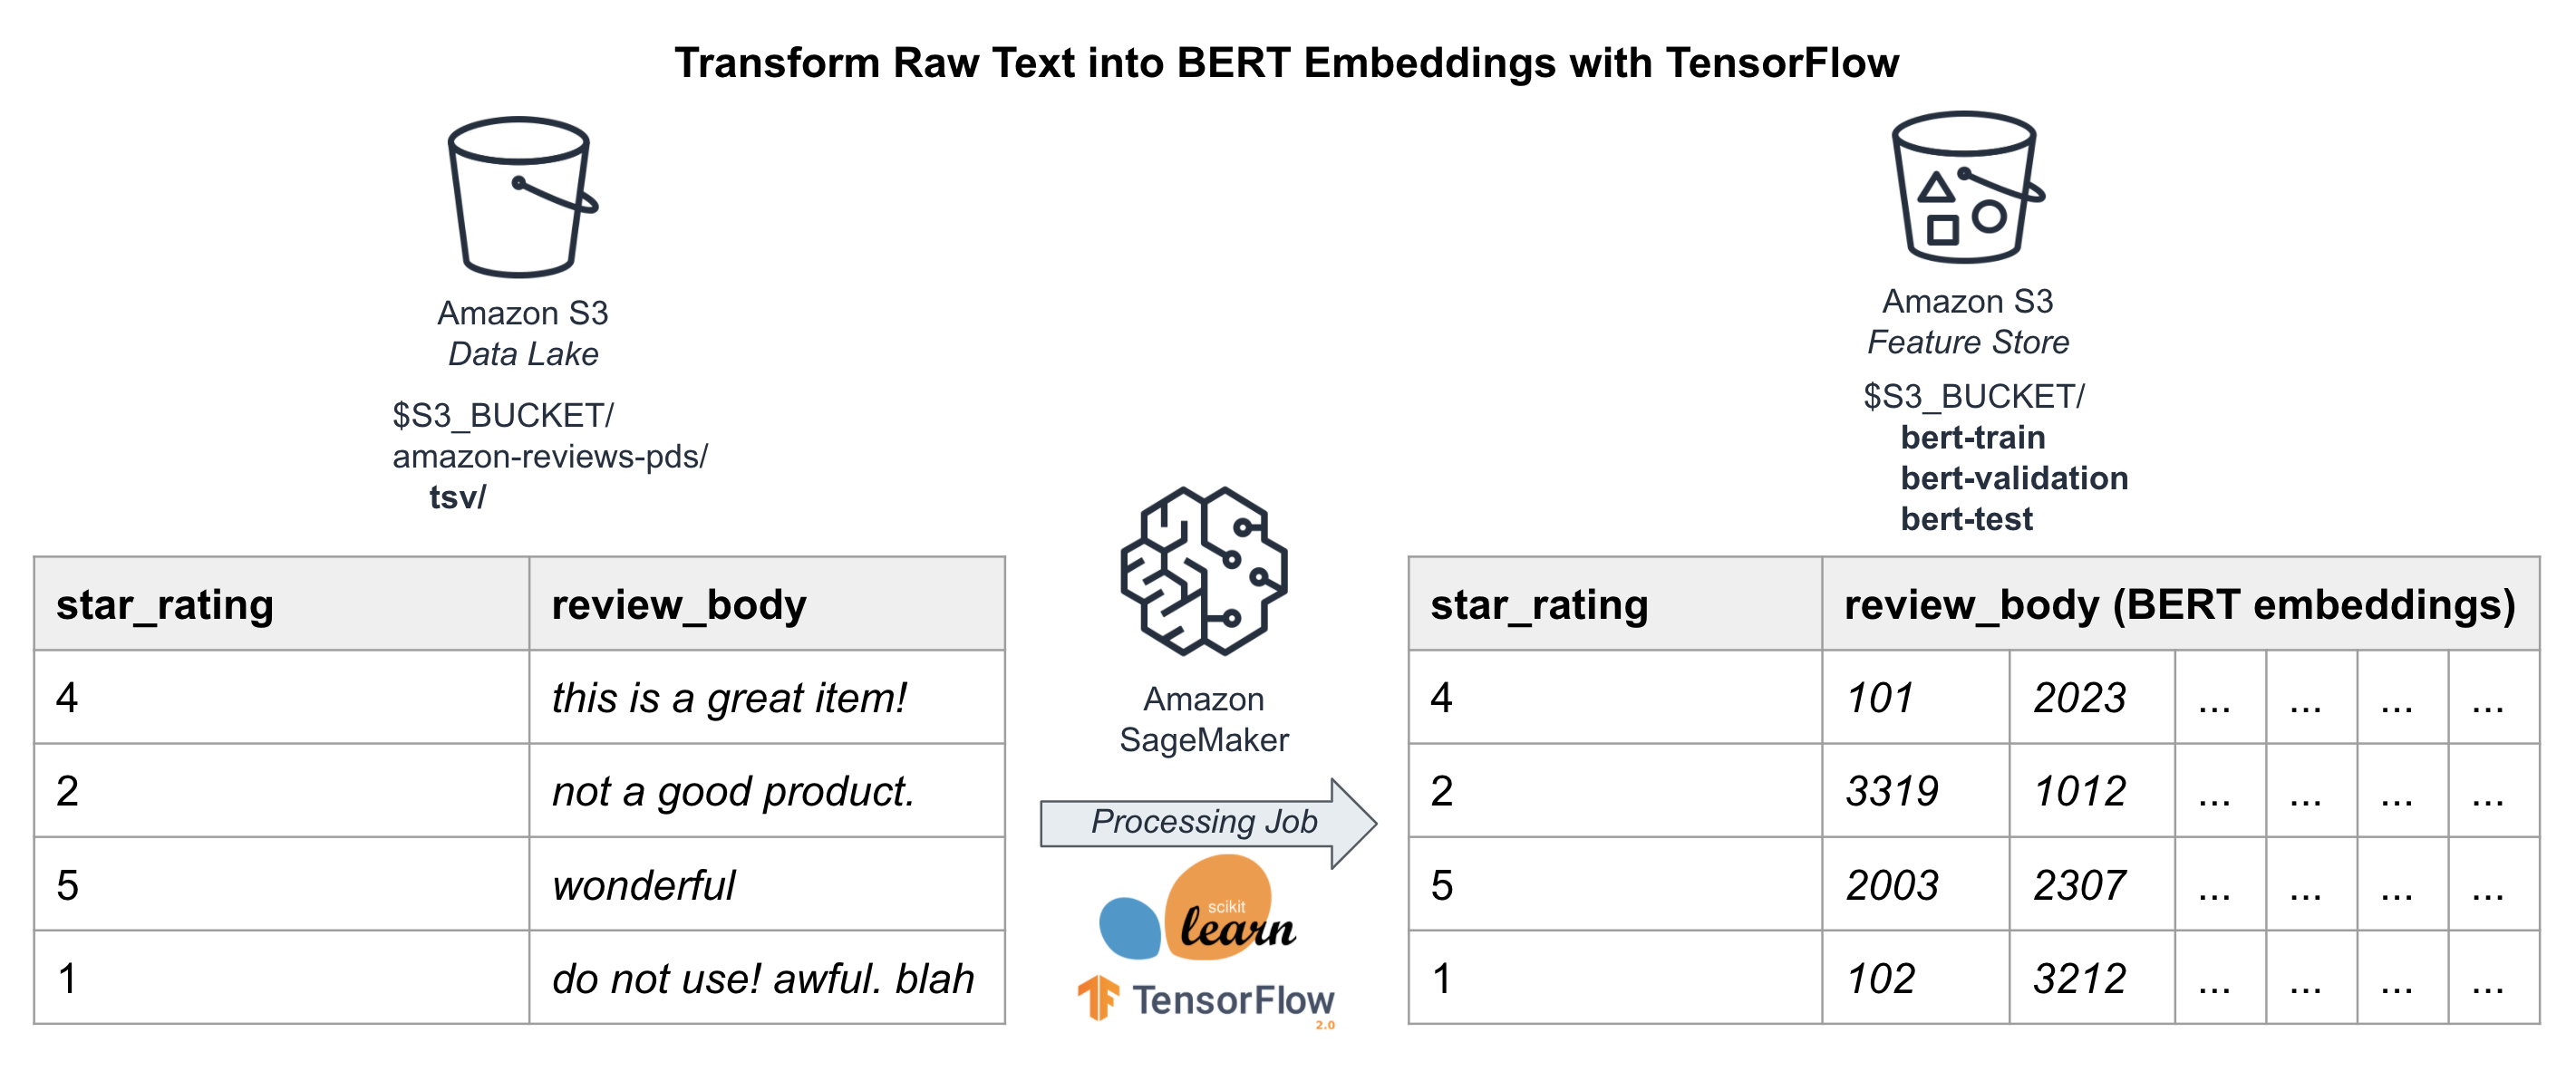 Transform Raw Text into BERT Embeddings with TensorFlow
Amazon S3
Data Lake
$S3_BUCKET/
amazon-reviews-pds/
tsv/
Amazon S3
Feature Store
$S3_BUCKET/
bert-train
bert-validation
bert-test
star_rating review_body
4 this is a great item!
2 not a good product.
5 wonderful
1 do not use! awful. blah
Amazon
SageMaker
Processing Job
scikit
learn
TensorFlow
2.0
star_rating review_body (BERT embeddings)
4 101 2023 ... ... ... ...
2 3319 1012 ... ... ... ...
5 2003 2307 ... ... ... ...
1 102 3212 ... ... ... ...